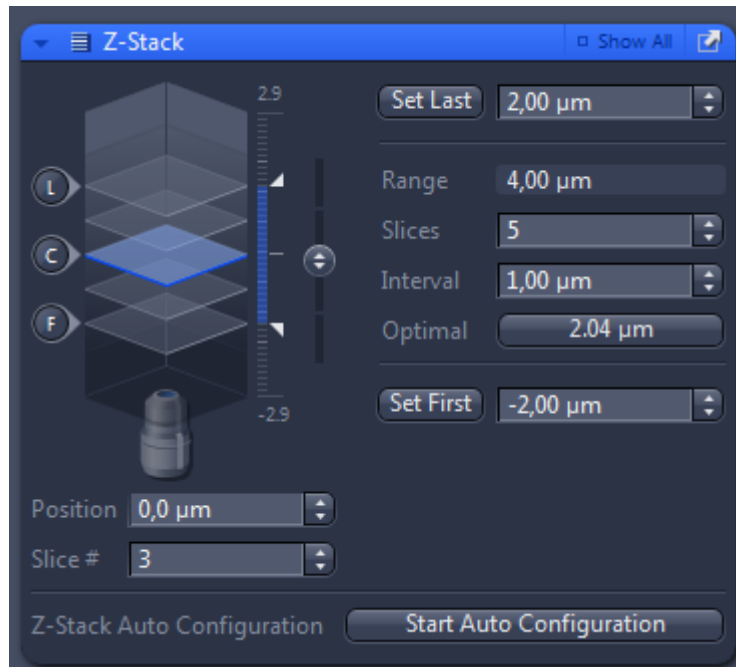 Z-Stack Show All
2.9
Set Last 2,00 µm
L
Range 4,00 µm
Slices 5
C
Interval 1,00 µm
F
Optimal 2.04 µm
-2.9
Set First -2,00 µm
Position 0,0 µm
Slice # 3
Z-Stack Auto Configuration Start Auto Configuration